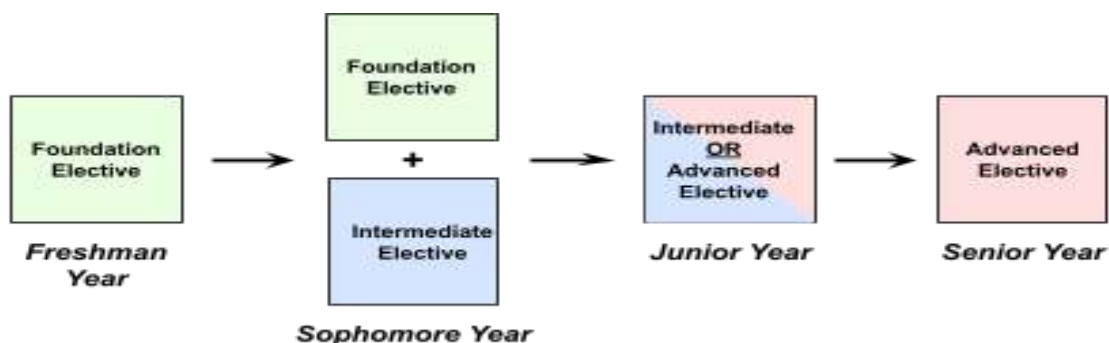 Foundation
Elective
Freshman
Year
Foundation
Elective
+
Intermediate
Elective
Sophomore Year
Intermediate
OR
Advanced
Elective
Junior Year
Advanced
Elective
Senior Year